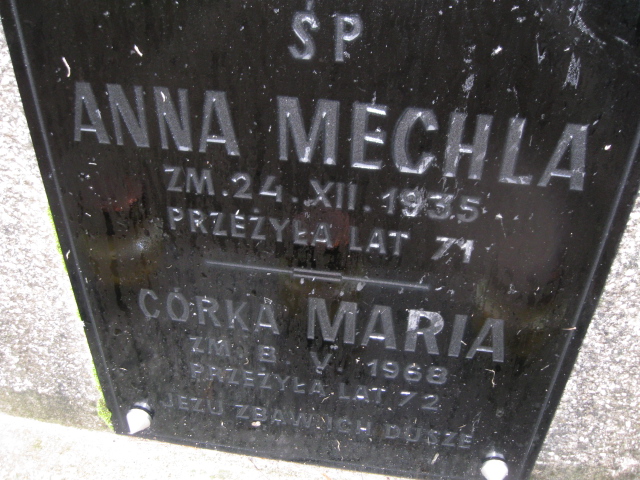 ŚP
ANNA MECHLA
ZM. 24. XII. 1935
PRZEŻYŁA LAT 71
CÓRKA MARIA
ZM. 8 V. 1968
PRZEŻYŁA LAT 72
JEZU ZBAW ICH DUSZE